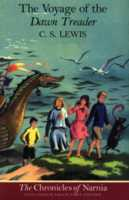 The Voyage of the
Dawn Treader
C. S. LEWIS
The Chronicles of Narnia